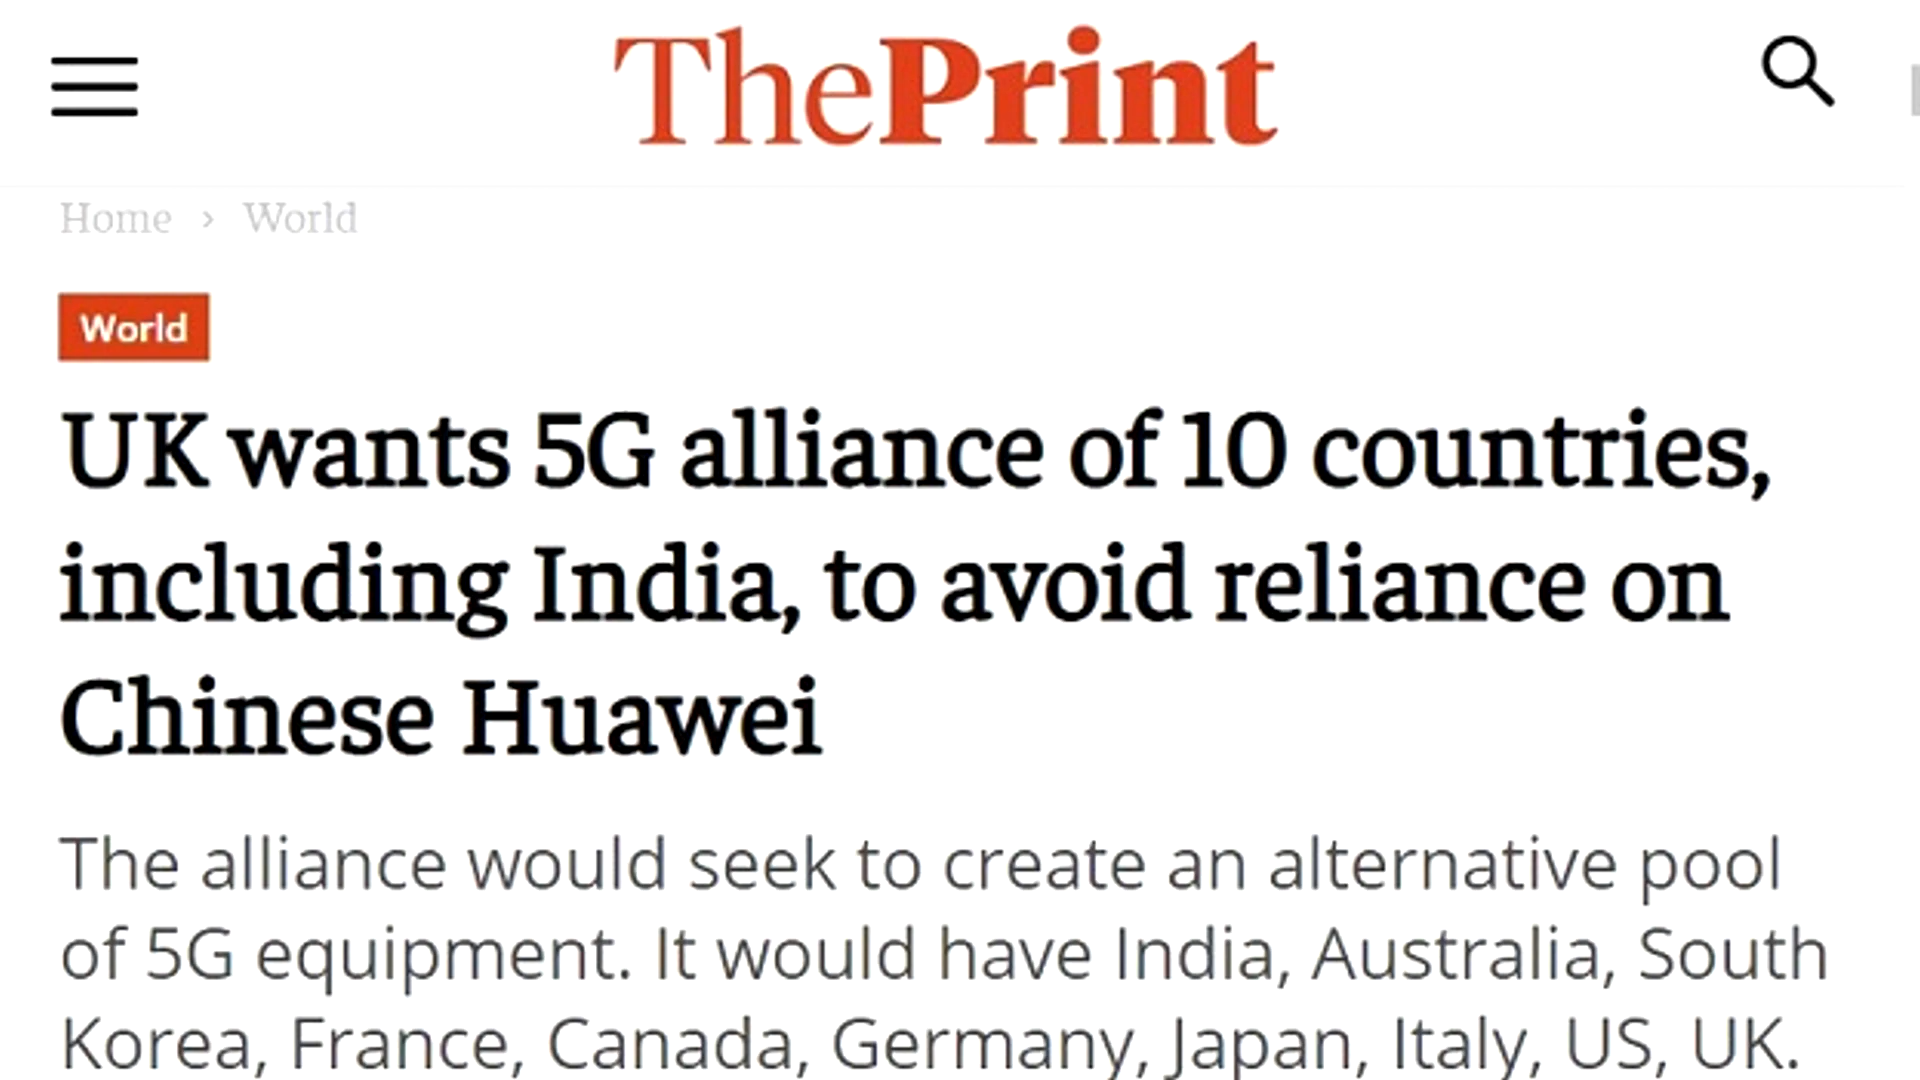 ThePrint
Home › World
World
UK wants 5G alliance of 10 countries,
including India, to avoid reliance on
Chinese Huawei
The alliance would seek to create an alternative pool
of 5G equipment. It would have India, Australia, South
Korea, France, Canada, Germany, Japan, Italy, US, UK.